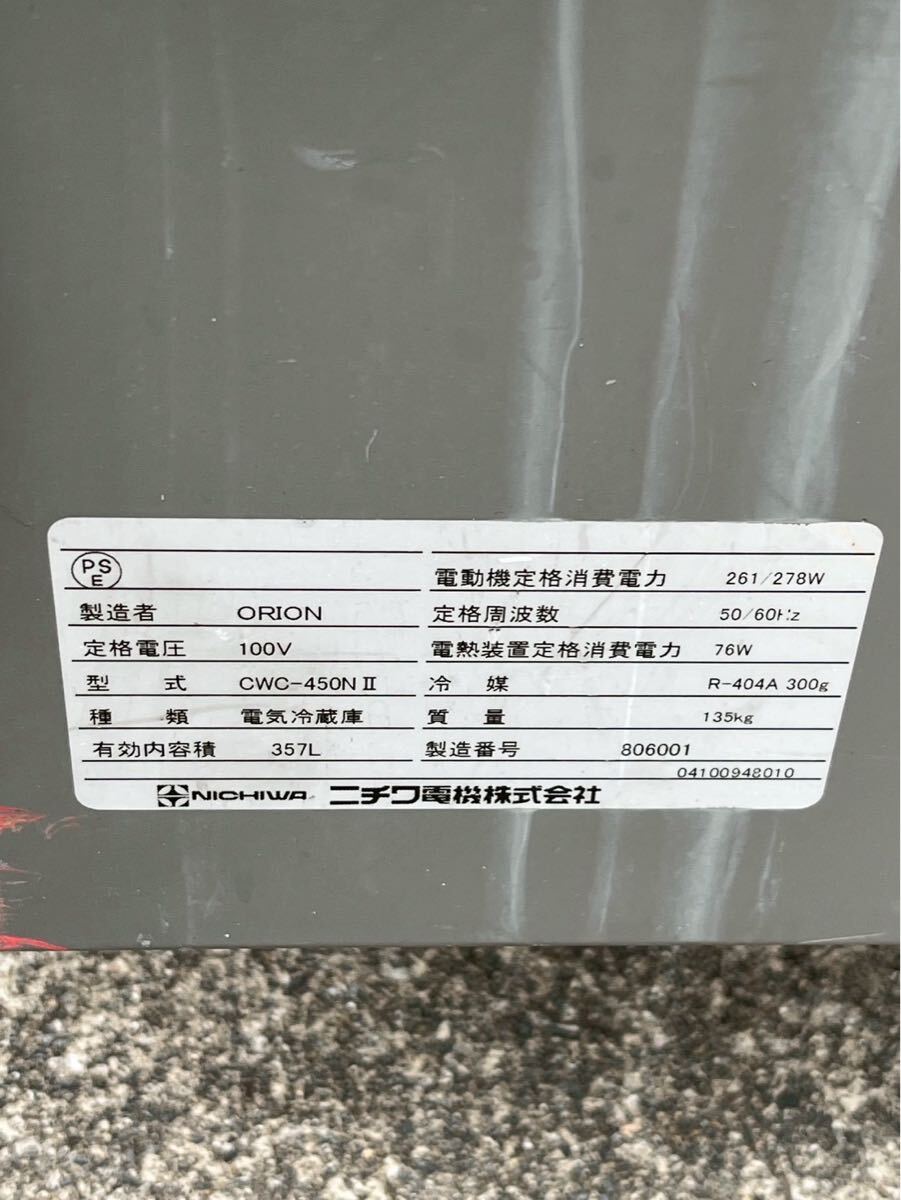 PS E
電動機定格消費電力 261/278W
製造者 ORION 定格周波数 50/60Hz
定格電圧 100V 電熱装置定格消費電力 76W
型式 CWC-450NⅡ 冷媒 R-404A 300g
種類 電気冷蔵庫 質量 135kg
有効内容積 357L 製造番号 806001
04100948010
NICHIWA ニチワ電機株式会社